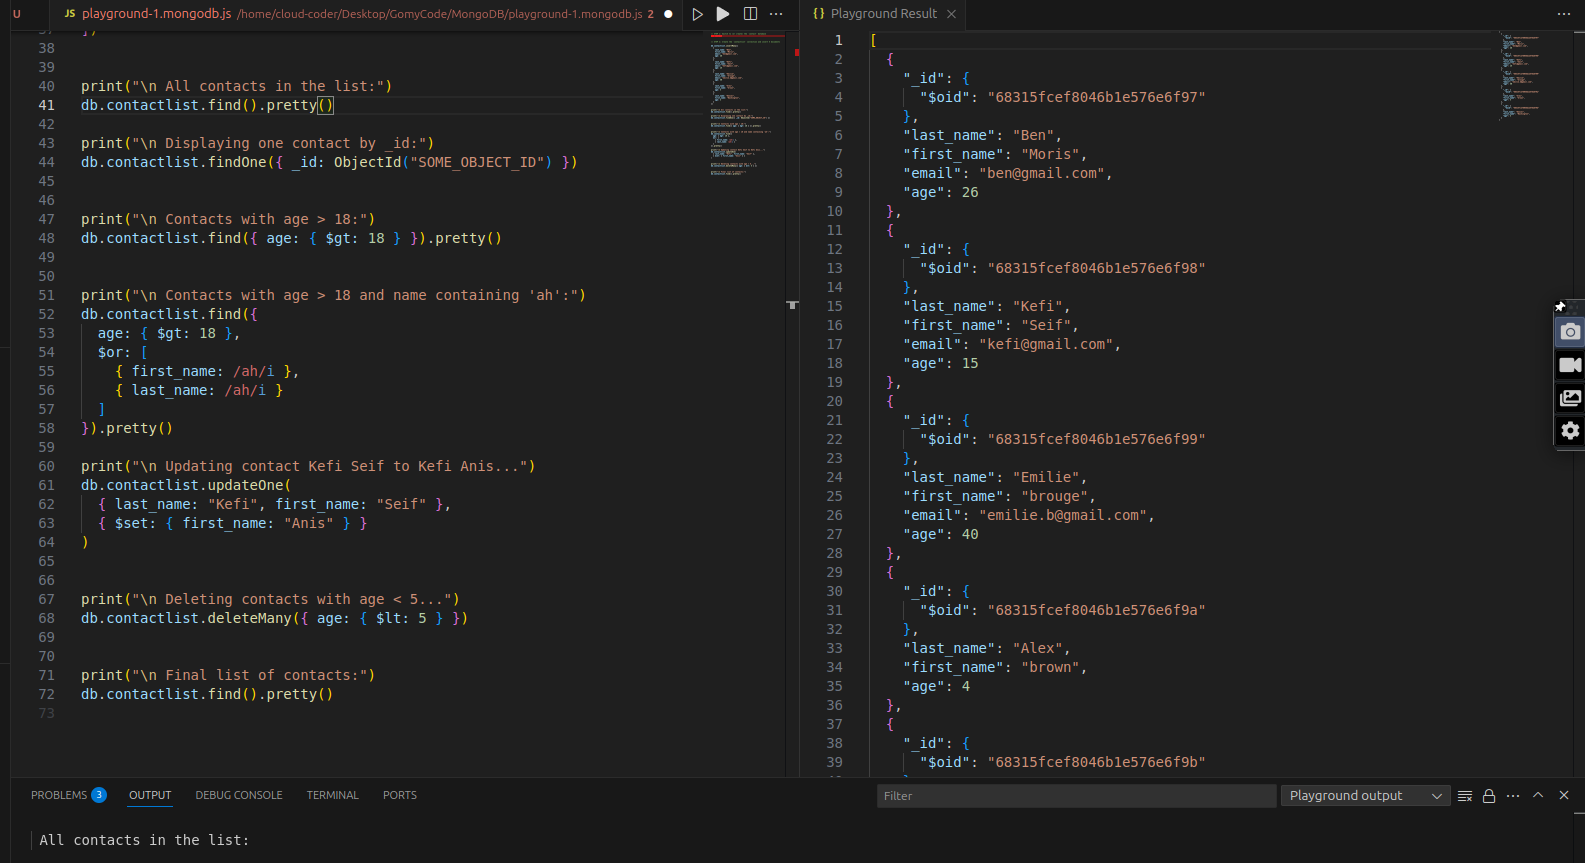 U
JS playground-1.mongodb.js /home/cloud-coder/Desktop/GomyCode/MongoDB/playground-1.mongodb.js 2
37 })
38
39
40 print("\n All contacts in the list:")
41 db.contactlist.find().pretty()
42
43 print("\n Displaying one contact by _id:")
44 db.contactlist.findOne({ _id: ObjectId("SOME_OBJECT_ID") })
45
46
47 print("\n Contacts with age > 18:")
48 db.contactlist.find({ age: { $gt: 18 } }).pretty()
49
50
51 print("\n Contacts with age > 18 and name containing 'ah':")
52 db.contactlist.find({
53 age: { $gt: 18 },
54 $or: [
55 { first_name: /ah/i },
56 { last_name: /ah/i }
57 ]
58 }).pretty()
59
60 print("\n Updating contact Kefi Seif to Kefi Anis...")
61 db.contactlist.updateOne(
62 { last_name: "Kefi", first_name: "Seif" },
63 { $set: { first_name: "Anis" } }
64 )
65
66
67 print("\n Deleting contacts with age < 5...")
68 db.contactlist.deleteMany({ age: { $lt: 5 } })
69
70
71 print("\n Final list of contacts:")
72 db.contactlist.find().pretty()
73
{} Playground Result
1 [
2 {
3 "_id": {
4 "$oid": "68315fcef8046b1e576e6f97"
5 },
6 "last_name": "Ben",
7 "first_name": "Moris",
8 "email": "ben@gmail.com",
9 "age": 26
10 },
11 {
12 "_id": {
13 "$oid": "68315fcef8046b1e576e6f98"
14 },
15 "last_name": "Kefi",
16 "first_name": "Seif",
17 "email": "kefi@gmail.com",
18 "age": 15
19 },
20 {
21 "_id": {
22 "$oid": "68315fcef8046b1e576e6f99"
23 },
24 "last_name": "Emilie",
25 "first_name": "brouge",
26 "email": "emilie.b@gmail.com",
27 "age": 40
28 },
29 {
30 "_id": {
31 "$oid": "68315fcef8046b1e576e6f9a"
32 },
33 "last_name": "Alex",
34 "first_name": "brown",
35 "age": 4
36 },
37 {
38 "_id": {
39 "$oid": "68315fcef8046b1e576e6f9b"
PROBLEMS 3 OUTPUT DEBUG CONSOLE TERMINAL PORTS
Filter
Playground output
All contacts in the list: